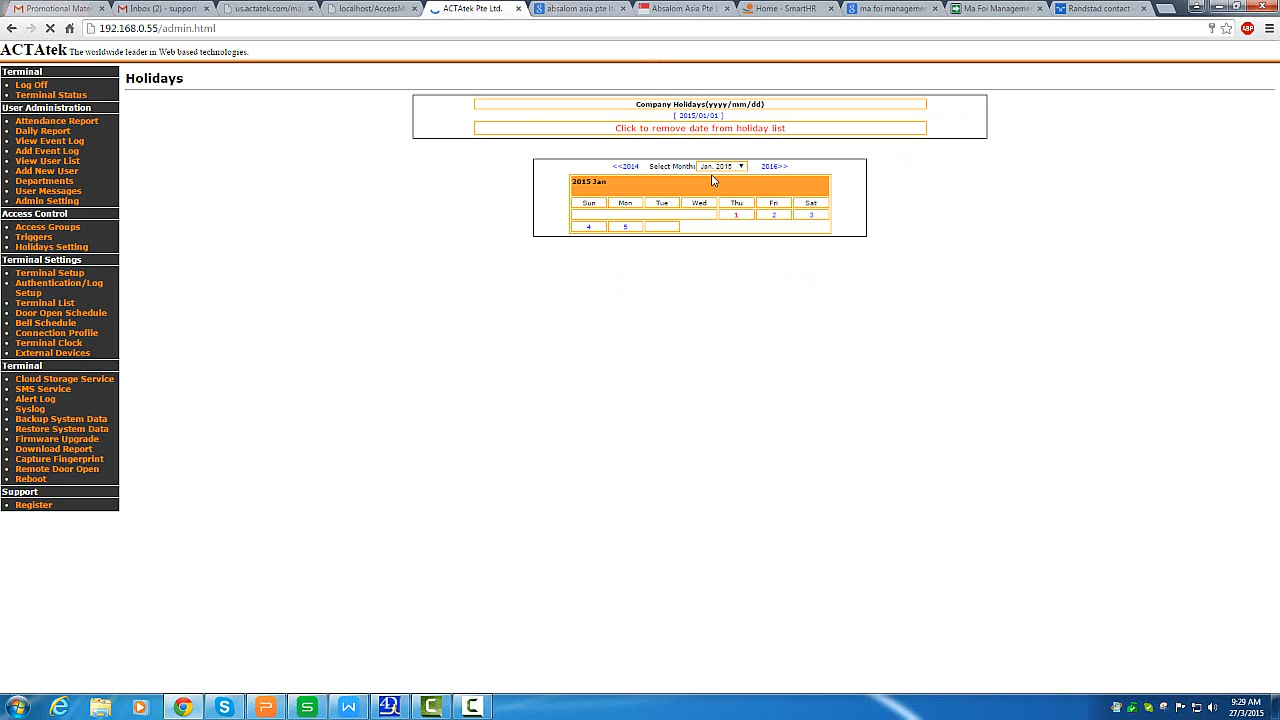 Promotional Mater
Inbox (2) - support
us.actatek.com/ma
localhost/AccessM
ACTAtek Pte Ltd.
absalom asia pte lt
Absalom Asia Pte L
Home - SmartHR
ma foi managemen
Ma Foi Managemen
Randstad contact
192.168.0.55/admin.html
ABP
ACTAtek The worldwide leader in Web based technologies.
Terminal
Log Off
Terminal Status
User Administration
Attendance Report
Daily Report
View Event Log
Add Event Log
View User List
Add New User
Departments
User Messages
Admin Setting
Access Control
Access Groups
Triggers
Holidays Setting
Terminal Settings
Terminal Setup
Authentication/Log
Setup
Terminal List
Door Open Schedule
Bell Schedule
Connection Profile
Terminal Clock
External Devices
Terminal
Cloud Storage Service
SMS Service
Alert Log
Syslog
Backup System Data
Restore System Data
Firmware Upgrade
Download Report
Capture Fingerprint
Remote Door Open
Reboot
Support
Register
Holidays
Company Holidays(yyyy/mm/dd)
[ 2015/01/01 ]
Click to remove date from holiday list
<<2014 Select Month: Jan, 2015 2016>>
2015 Jan
Sun Mon Tue Wed Thu Fri Sat
1 2 3
4 5
9:29 AM
27/3/2015